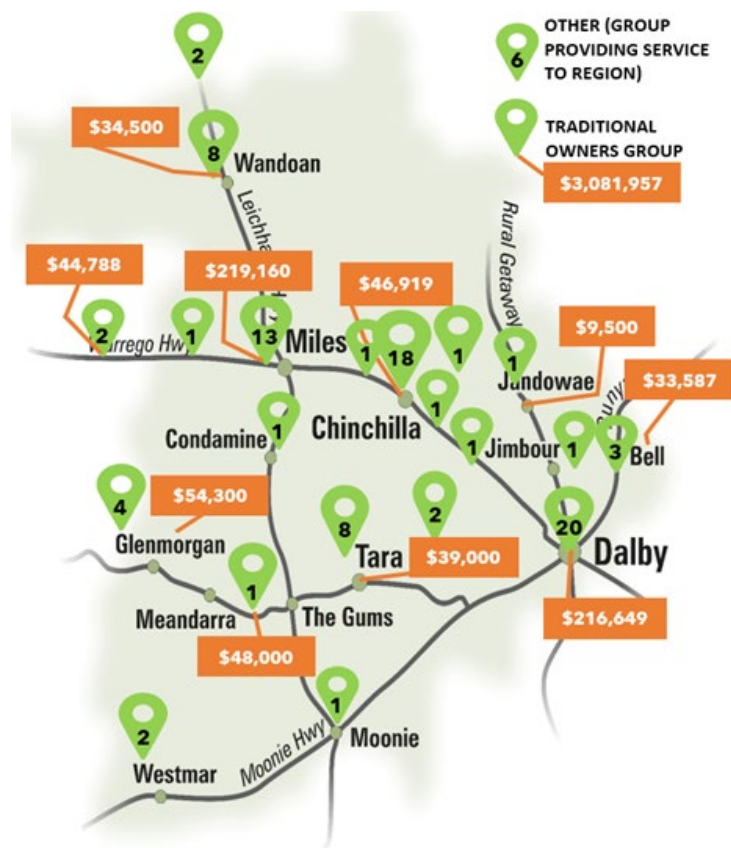 OTHER (GROUP
PROVIDING SERVICE
TO REGION)
6
TRADITIONAL
OWNERS GROUP
$3,081,957
2
$34,500
8
Wandoan
Rural Getaway
$44,788
$219,160
$46,919
$9,500
2
Warrego Hwy
1
13
Miles
1
18
1
1
Jandowae
$33,587
Chinchilla
1
1
Condamine
1
Jimbour
1
3
Bell
4
$54,300
8
2
20
Glenmorgan
Tara
$39,000
Dalby
1
Meandarra
The Gums
$216,649
$48,000
2
1
Moonie Hwy
Moonie
Westmar